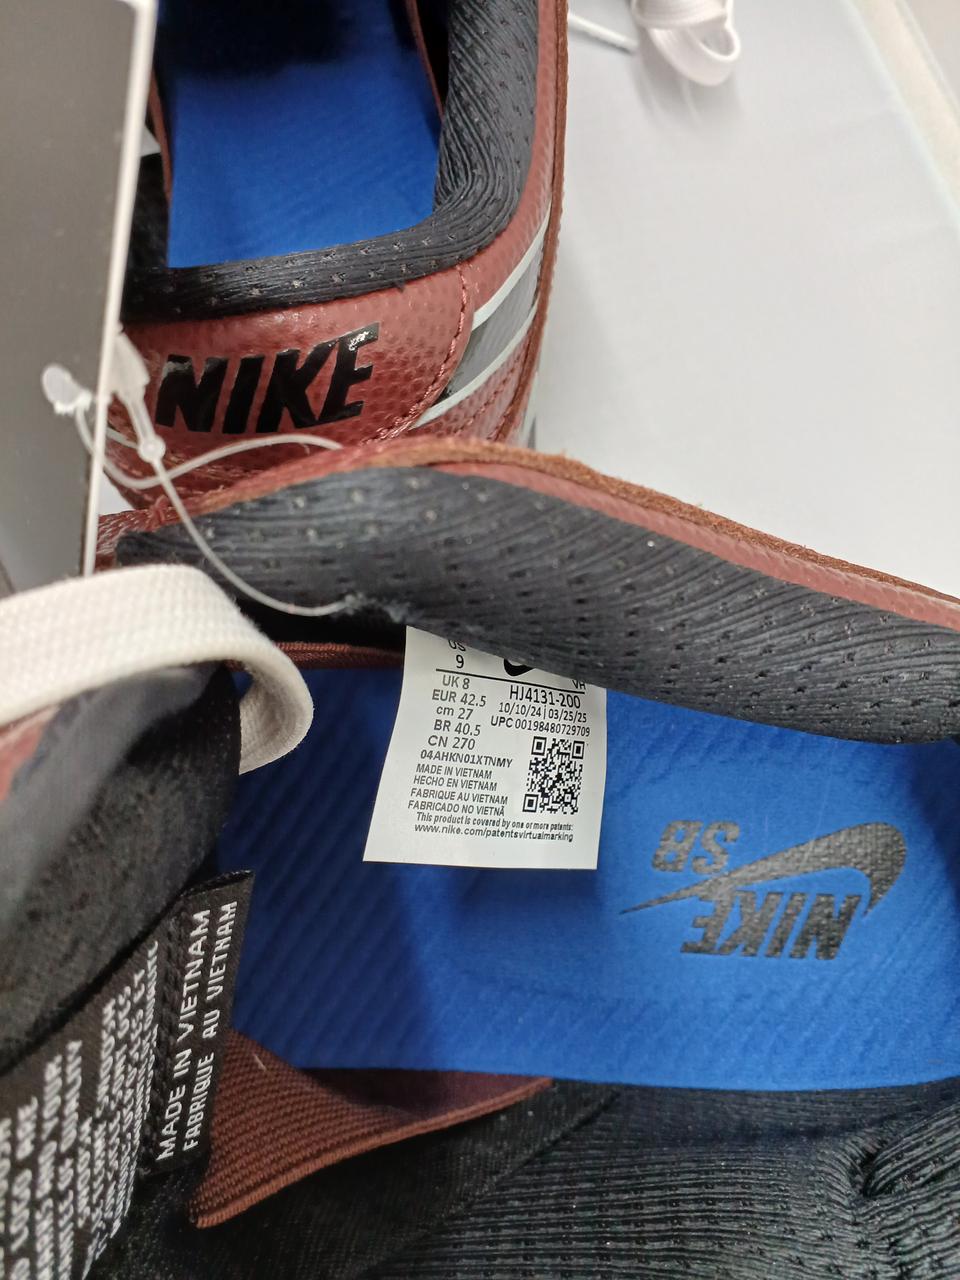 NIKE
US
9
UK 8
EUR 42.5
cm 27
BR 40.5
CN 270
VH
HJ4131-200
10/10/24 | 03/25/25
UPC 00198480729709
04AHKN01XTNMY
MADE IN VIETNAM
HECHO EN VIETNAM
FABRIQUE AU VIETNAM
FABRICADO NO VIETNÃ
This product is covered by one or more patents:
www.nike.com/patentsvirtualmarking
NIKE
SB
MADE IN VIETNAM
FABRIQUE AU VIETNAM